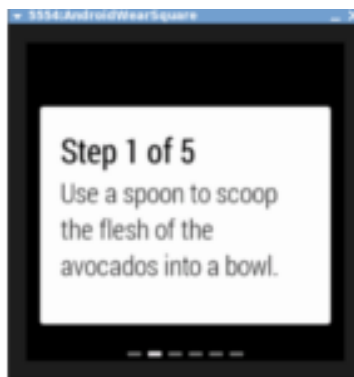 5554:AndroidWearSquare
Step 1 of 5
Use a spoon to scoop
the flesh of the
avocados into a bowl.